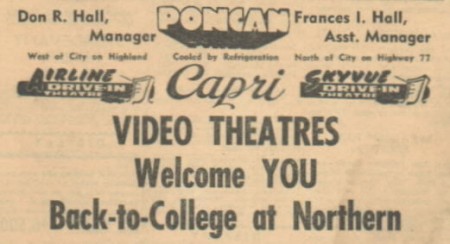 Don R. Hall,
Manager
PONCAN
Frances I. Hall,
Asst. Manager
West of City on Highland
Cooled by Refrigeration
North of City on Highway 77
AIRLINE
DRIVE-IN
THEATRE
Capri
SKYVUE
DRIVE-IN
THEATRE
VIDEO THEATRES
Welcome YOU
Back-to-College at Northern